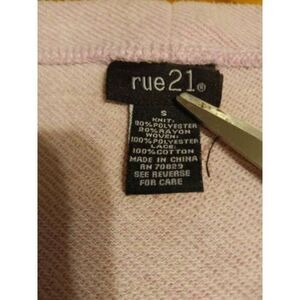 rue21®
S
KNIT:
80%POLYESTER
20%RAYON
WOVEN:
100%POLYESTER
LACE:
100%COTTON
MADE IN CHINA
RN 70829
SEE REVERSE
FOR CARE